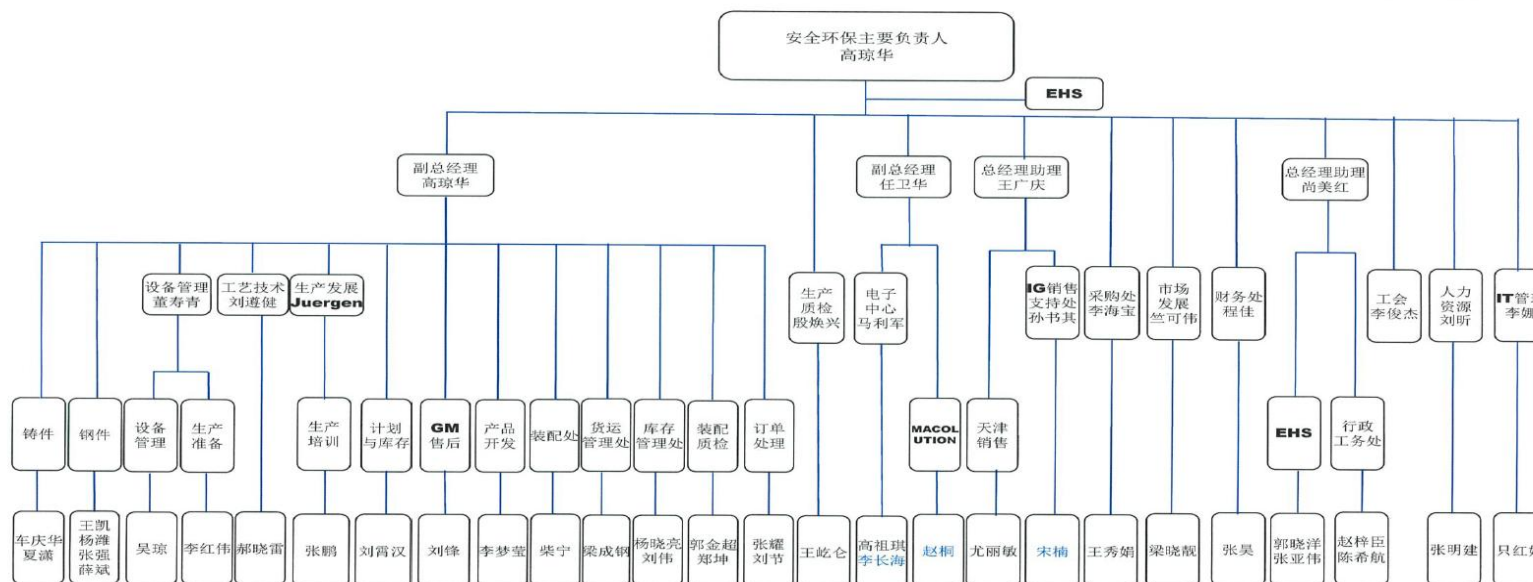 安全环保主要负责人
高琼华
EHS
副总经理
高琼华
副总经理
任卫华
总经理助理
王广庆
总经理助理
尚美红
设备管理
董寿青
工艺技术
刘遵健
生产发展
Juergen
生产
质检
殷焕兴
电子
中心
马利军
IG销售
支持处
孙书其
采购处
李海宝
市场
发展
竺可伟
财务处
程佳
工会
李俊杰
人力
资源
刘昕
IT管理
李娜
铸件
钢件
设备
管理
生产
准备
生产
培训
计划
与库存
GM
售后
产品
开发
装配处
货运
管理处
库存
管理处
装配
质检
订单
处理
MACOL
UTION
天津
销售
EHS
行政
工务处
车庆华
夏潇
王凯
杨潍
张强
薛斌
吴琼
李红伟
郝晓雷
张鹏
刘霄汉
刘锋
李梦莹
柴宁
梁成钢
杨晓亮
刘伟
郭金超
郑坤
张耀
刘节
王屹仑
高祖琪
李长海
赵桐
尤丽敏
宋楠
王秀娟
梁晓靓
张昊
郭晓洋
张亚伟
赵梓臣
陈希航
张明建
只红